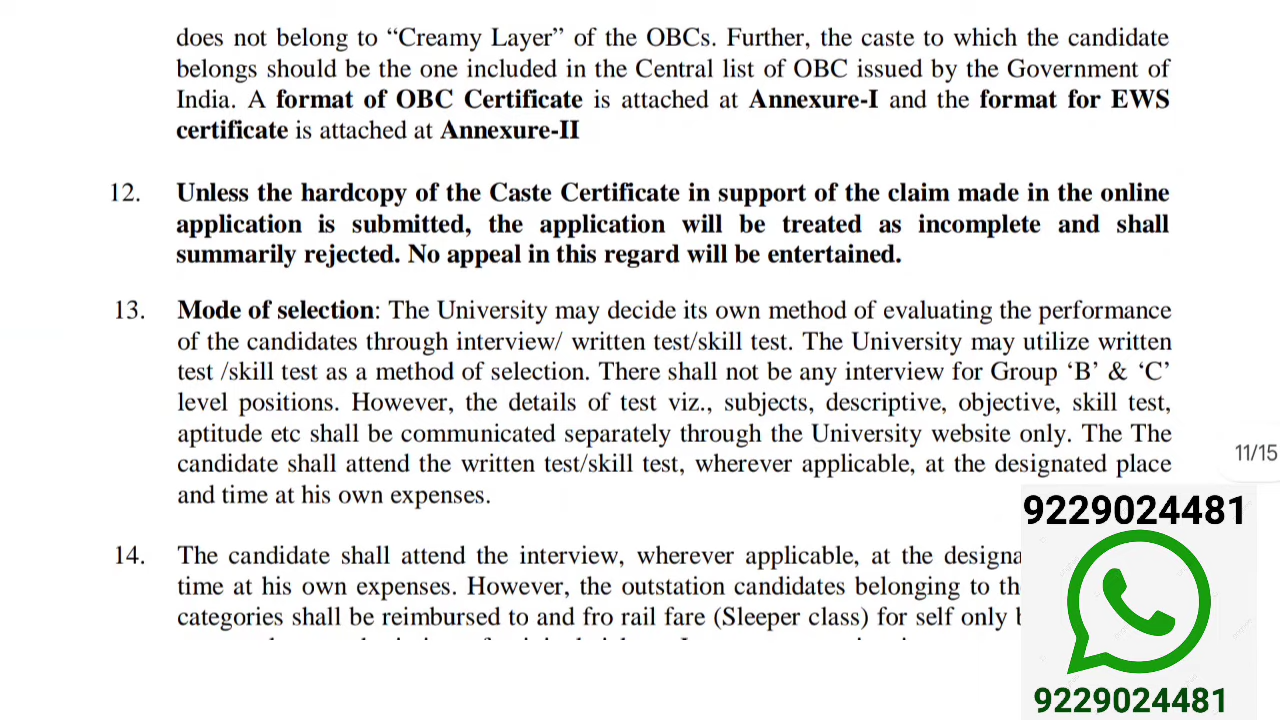 does not belong to “Creamy Layer” of the OBCs. Further, the caste to which the candidate
belongs should be the one included in the Central list of OBC issued by the Government of
India. A format of OBC Certificate is attached at Annexure-I and the format for EWS
certificate is attached at Annexure-II
12. Unless the hardcopy of the Caste Certificate in support of the claim made in the online
application is submitted, the application will be treated as incomplete and shall
summarily rejected. No appeal in this regard will be entertained.
13. Mode of selection: The University may decide its own method of evaluating the performance
of the candidates through interview/ written test/skill test. The University may utilize written
test /skill test as a method of selection. There shall not be any interview for Group ‘B’ & ‘C’
level positions. However, the details of test viz., subjects, descriptive, objective, skill test,
aptitude etc shall be communicated separately through the University website only. The The
candidate shall attend the written test/skill test, wherever applicable, at the designated place
and time at his own expenses.
11/15
14. The candidate shall attend the interview, wherever applicable, at the designa
time at his own expenses. However, the outstation candidates belonging to th
categories shall be reimbursed to and fro rail fare (Sleeper class) for self only
9229024481
9229024481